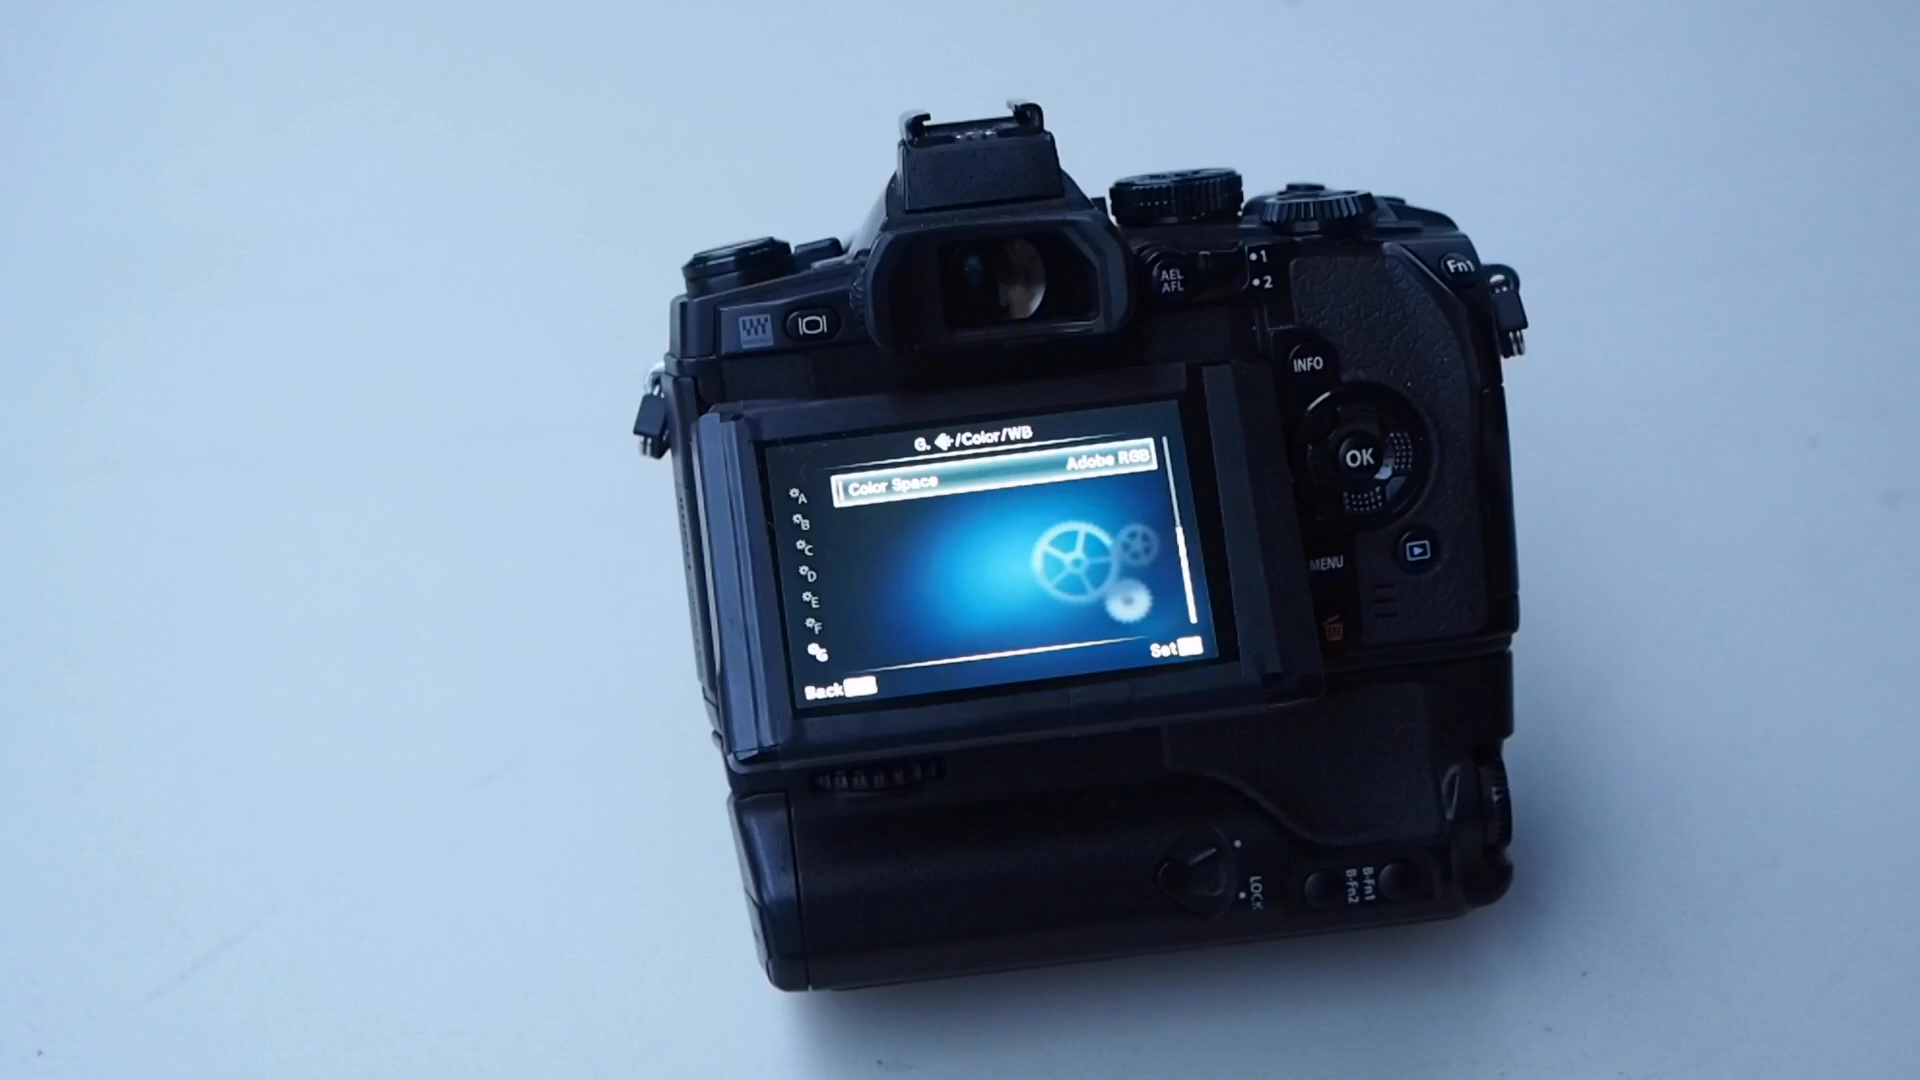 AEL
AFL
1
2
Fn1
INFO
OK
MENU
G. /Color/WB
Color Space Adobe RGB
A
B
C
D
E
F
G
Back
Set
LOCK
B-Fn1
B-Fn2